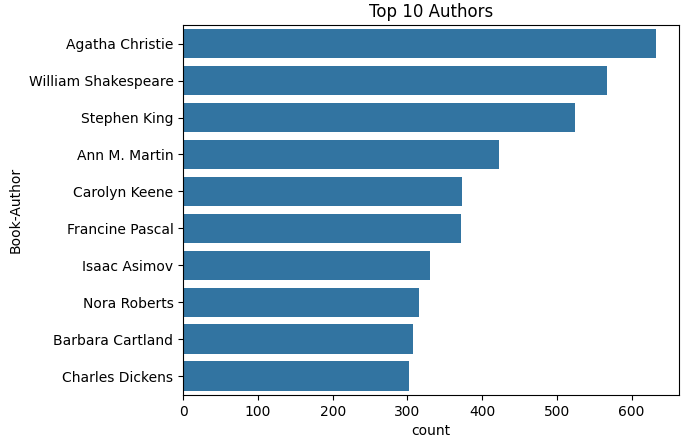 Top 10 Authors
Book-Author
Agatha Christie
William Shakespeare
Stephen King
Ann M. Martin
Carolyn Keene
Francine Pascal
Isaac Asimov
Nora Roberts
Barbara Cartland
Charles Dickens
0 100 200 300 400 500 600
count